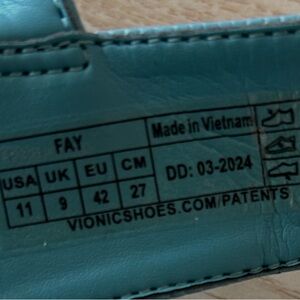 FAY
Made in Vietnam
USA UK EU CM
11 9 42 27
DD: 03-2024
VIONICSHOES.COM/PATENTS